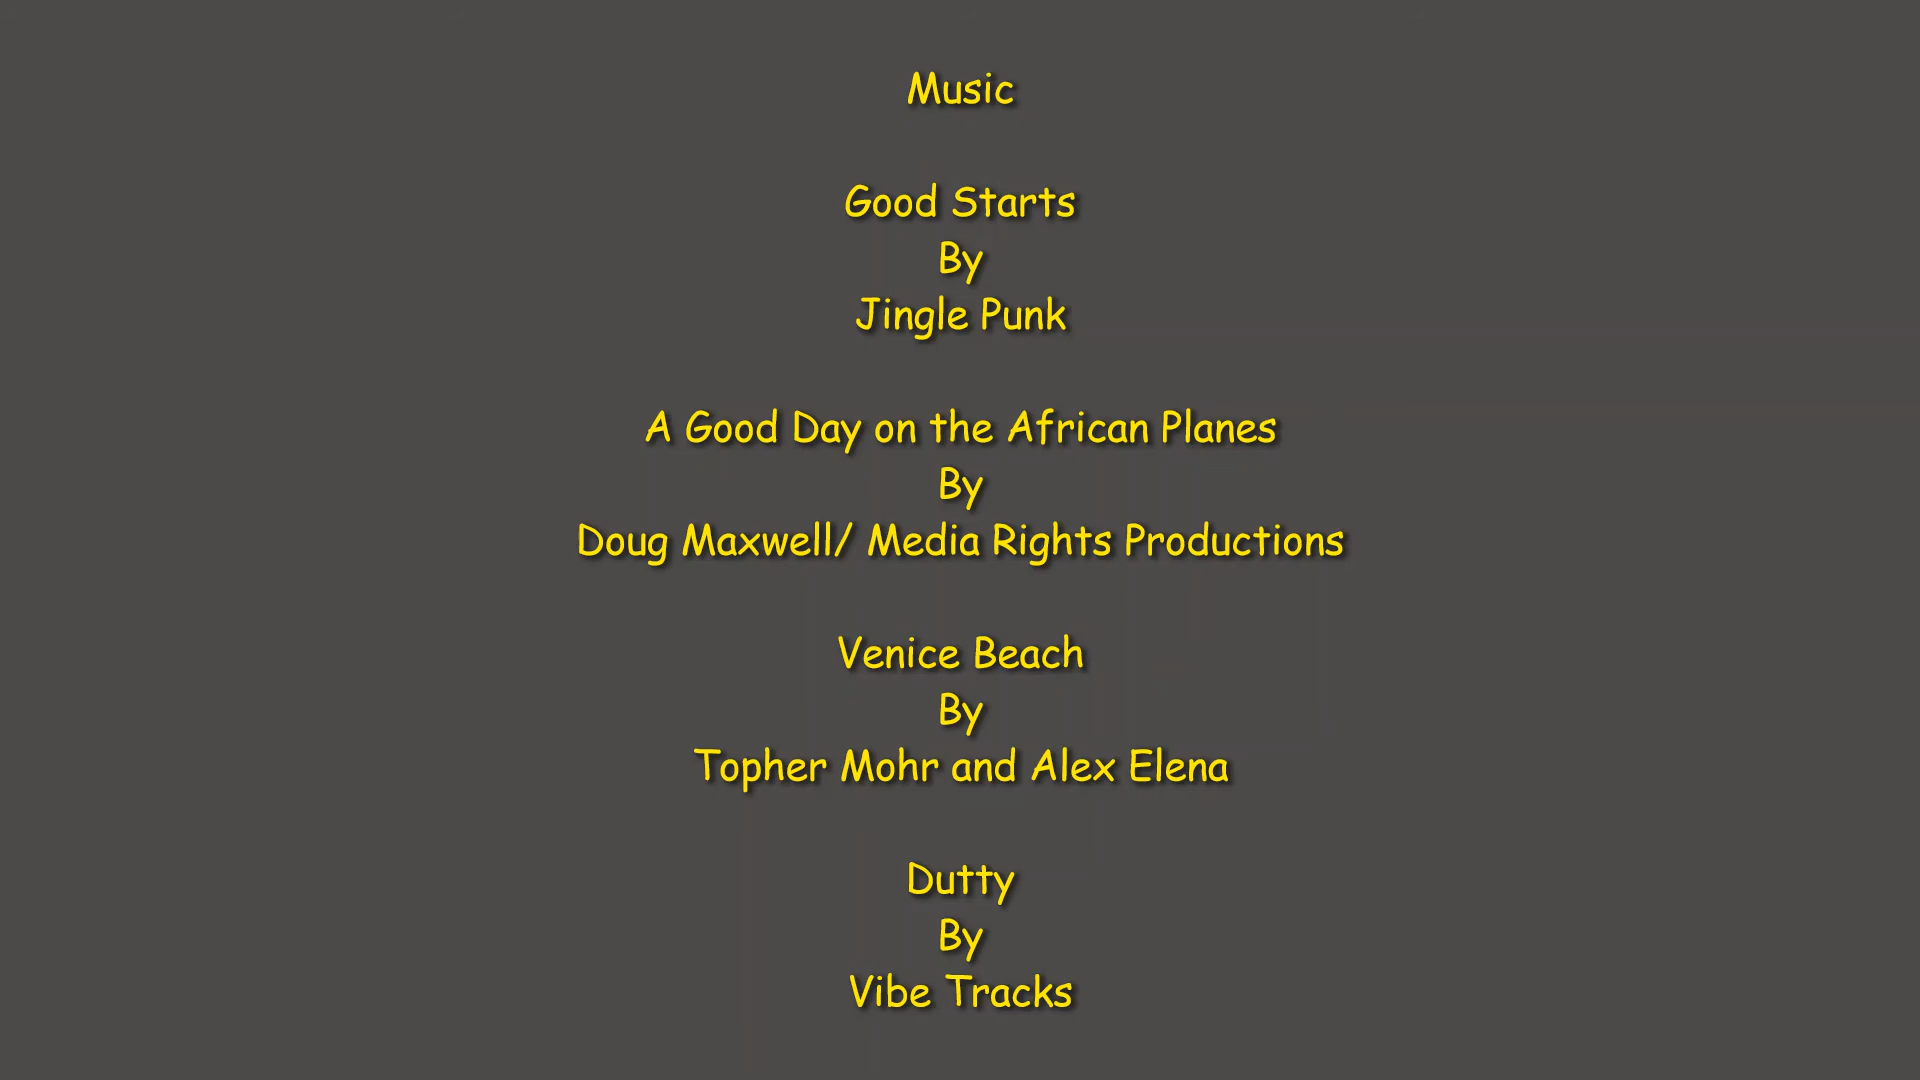 Music
Good Starts
By
Jingle Punk
A Good Day on the African Planes
By
Doug Maxwell/ Media Rights Productions
Venice Beach
By
Topher Mohr and Alex Elena
Dutty
By
Vibe Tracks